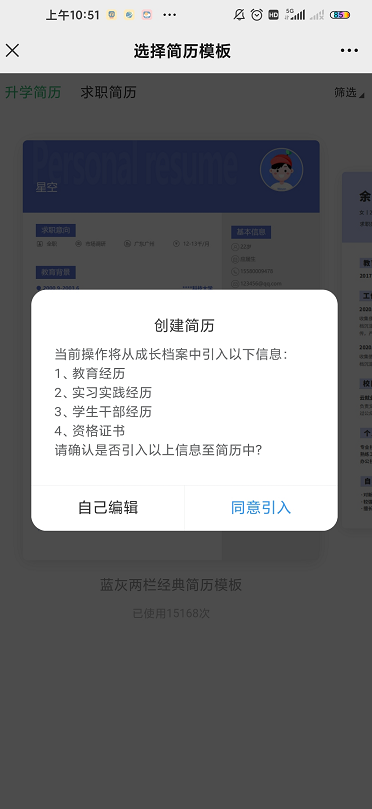 上午10:51
HD
5G
85
选择简历模板
升学简历
求职简历
筛选
Personal resume
星空
求职意向
基本信息
教育背景
创建简历
当前操作将从成长档案中引入以下信息：
1、教育经历
2、实习实践经历
3、学生干部经历
4、资格证书
请确认是否引入以上信息至简历中?
自己编辑
同意引入
蓝灰两栏经典简历模板
已使用15168次